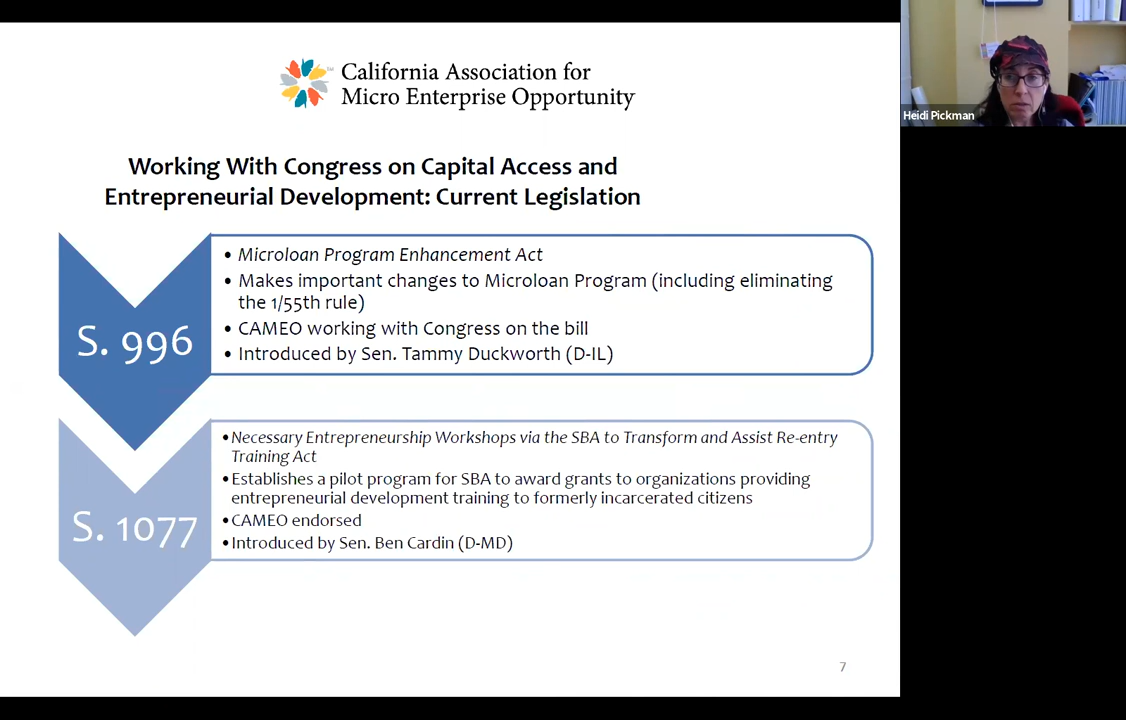 California Association for
Micro Enterprise Opportunity
Heidi Pickman
Working With Congress on Capital Access and
Entrepreneurial Development: Current Legislation
S. 996
• Microloan Program Enhancement Act
• Makes important changes to Microloan Program (including eliminating
the 1/55th rule)
• CAMEO working with Congress on the bill
• Introduced by Sen. Tammy Duckworth (D-IL)
S. 1077
•Necessary Entrepreneurship Workshops via the SBA to Transform and Assist Re-entry
Training Act
•Establishes a pilot program for SBA to award grants to organizations providing
entrepreneurial development training to formerly incarcerated citizens
•CAMEO endorsed
•Introduced by Sen. Ben Cardin (D-MD)
7